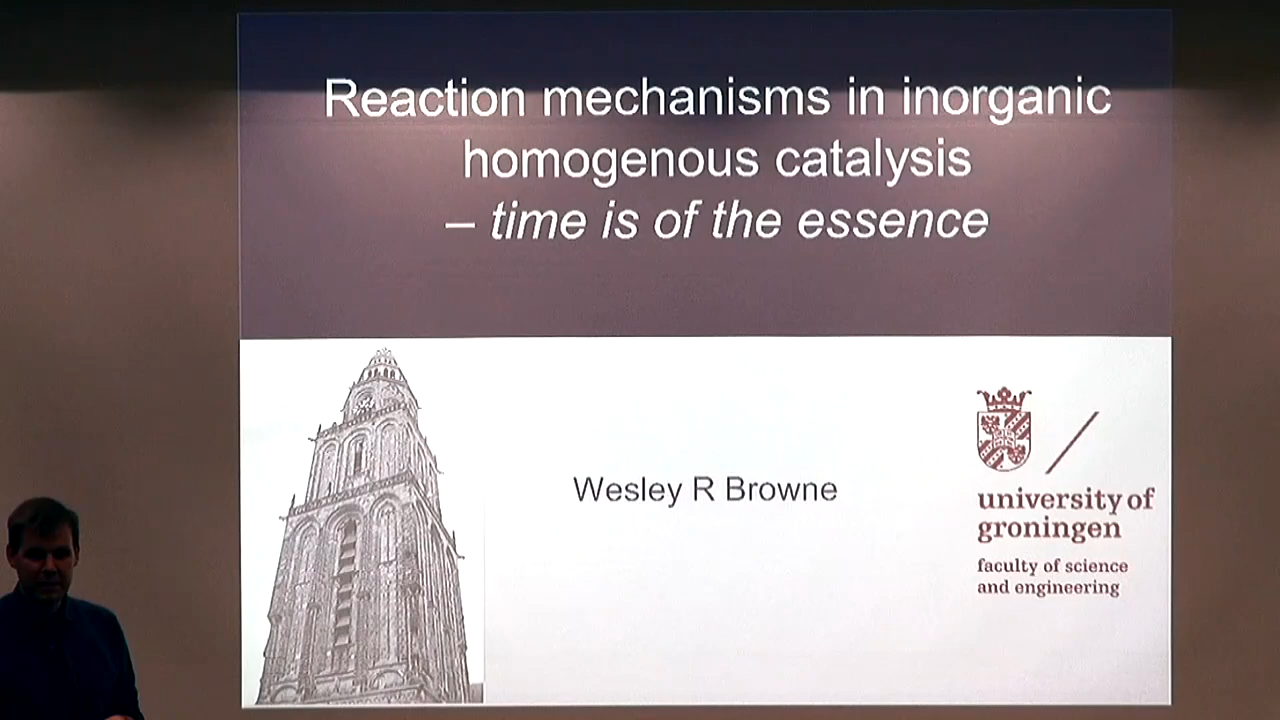 Reaction mechanisms in inorganic
homogenous catalysis
– time is of the essence
Wesley R Browne
university of
groningen
faculty of science
and engineering